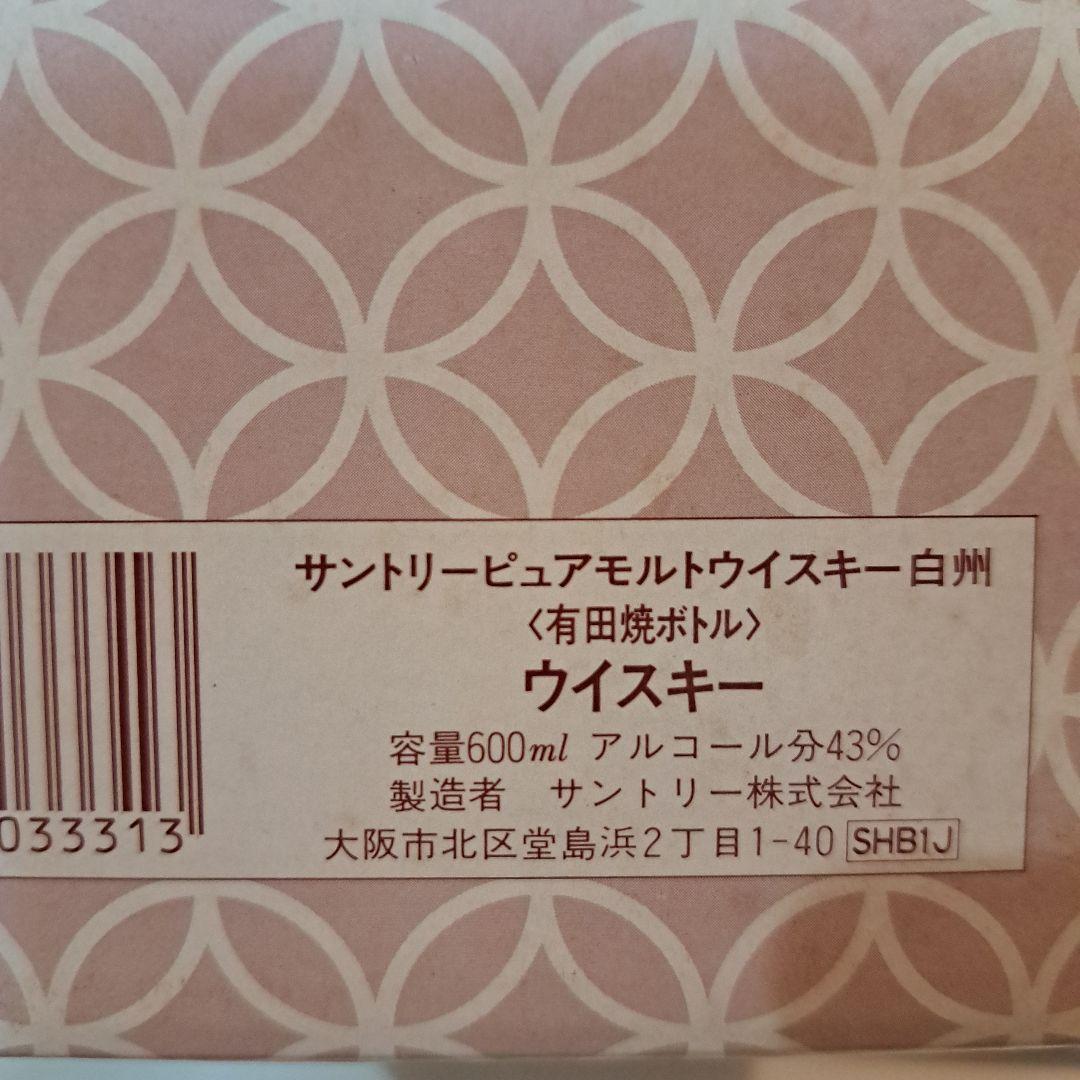 サントリーピュアモルトウイスキー白州
〈有田焼ボトル〉
ウイスキー
容量600ml アルコール分43%
製造者 サントリー株式会社
大阪市北区堂島浜2丁目1-40 SHB1J
033313